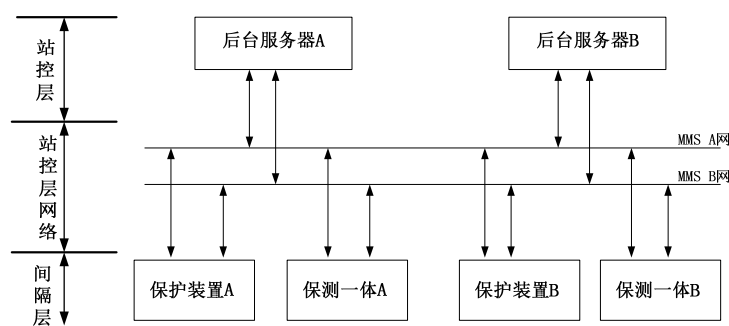 站控层
后台服务器A
后台服务器B
站控层网络
MMS A网
MMS B网
间隔层
保护装置A
保测一体A
保护装置B
保测一体B